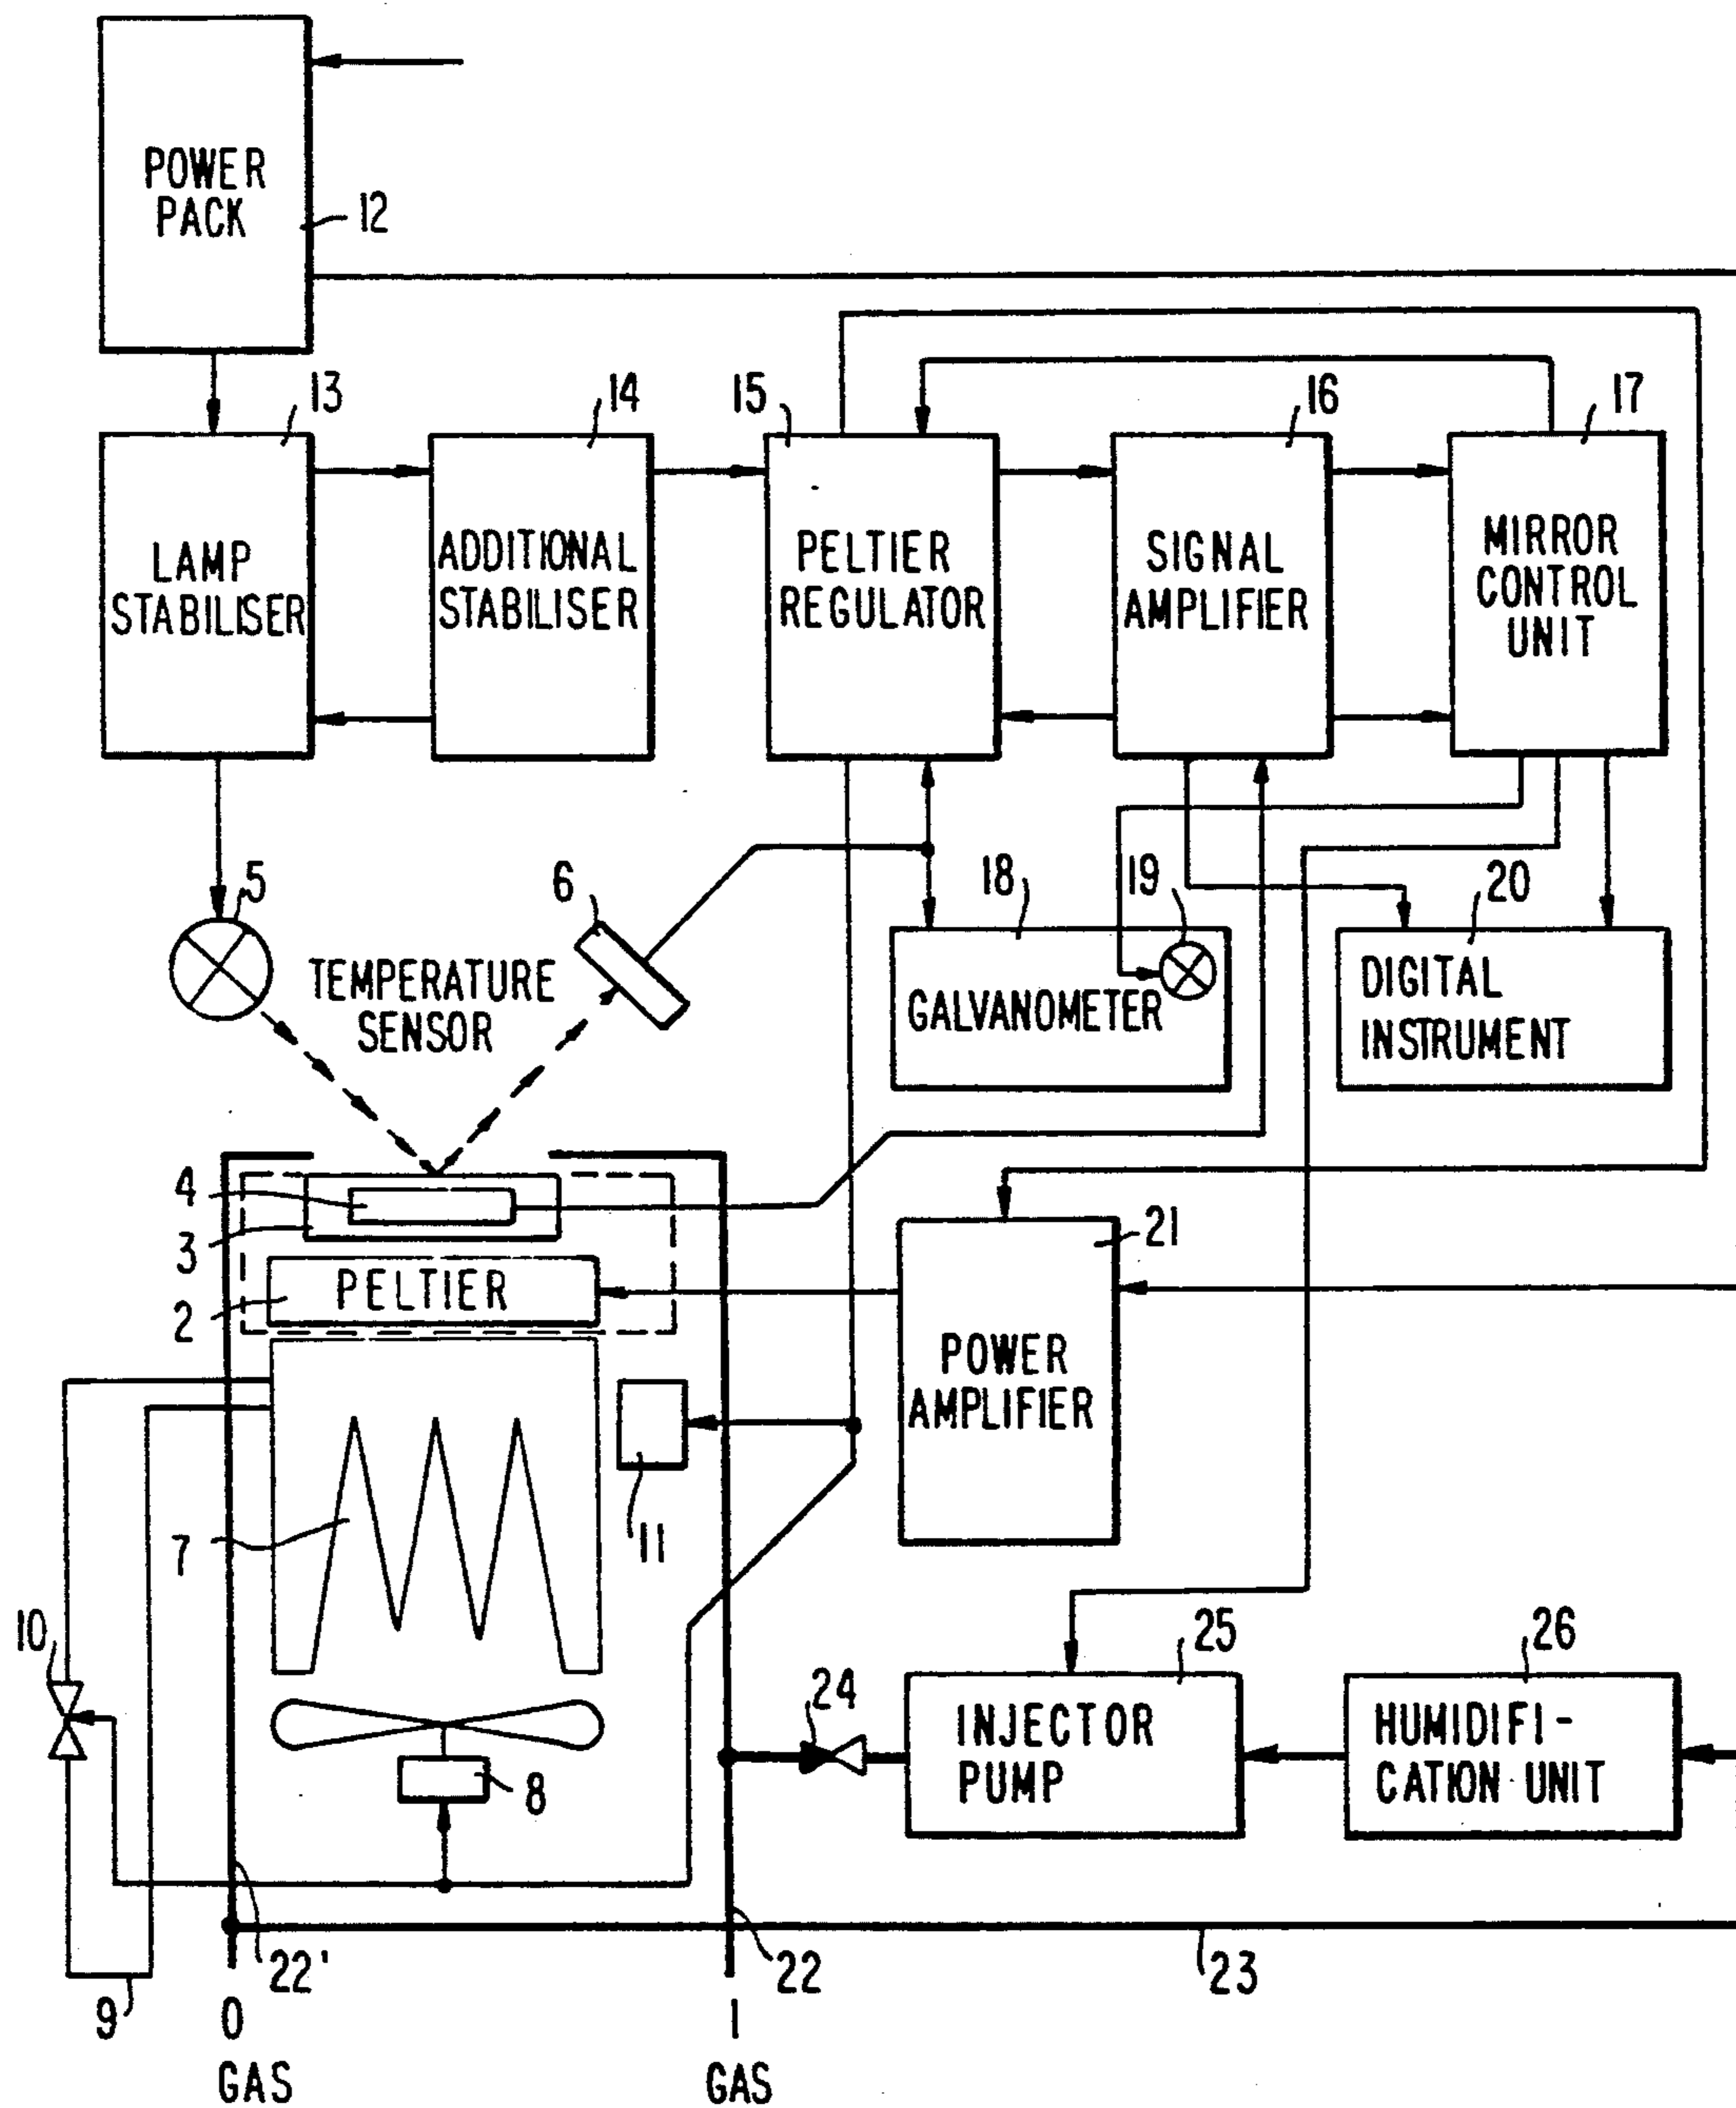 POWER
PACK
12
13
14
15
16
17
LAMP
STABILISER
ADDITIONAL
STABILISER
PELTIER
REGULATOR
SIGNAL
AMPLIFIER
MIRROR
CONTROL
UNIT
5
6
18
19
20
TEMPERATURE
SENSOR
GALVANOMETER
DIGITAL
INSTRUMENT
4
3
2
PELTIER
21
POWER
AMPLIFIER
7
11
10
8
24
25
26
INJECTOR
PUMP
HUMIDIFI-
CATION UNIT
9
22'
22
23
0
GAS
1
GAS